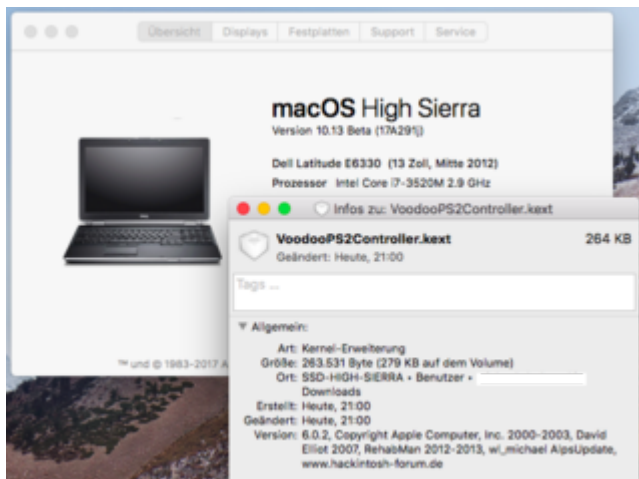 Übersicht Displays Festplatten Support Service
macOS High Sierra
Version 10.13 Beta (17A291j)
Dell Latitude E6330 (13 Zoll, Mitte 2012)
Prozessor Intel Core i7-3520M 2.9 GHz
Infos zu: VoodooPS2Controller.kext
VoodooPS2Controller.kext 264 KB
Geändert: Heute, 21:00
Tags ...
Allgemein:
Art: Kernel-Erweiterung
Größe: 263.531 Byte (279 KB auf dem Volume)
Ort: SSD-HIGH-SIERRA • Benutzer •
Downloads
Erstellt: Heute, 21:00
Geändert: Heute, 21:00
Version: 6.0.2, Copyright Apple Computer, Inc. 2000-2003, David
Elliot 2007, RehabMan 2012-2013, wl_michael AlpsUpdate,
www.hackintosh-forum.de
™ und © 1983-2017 A